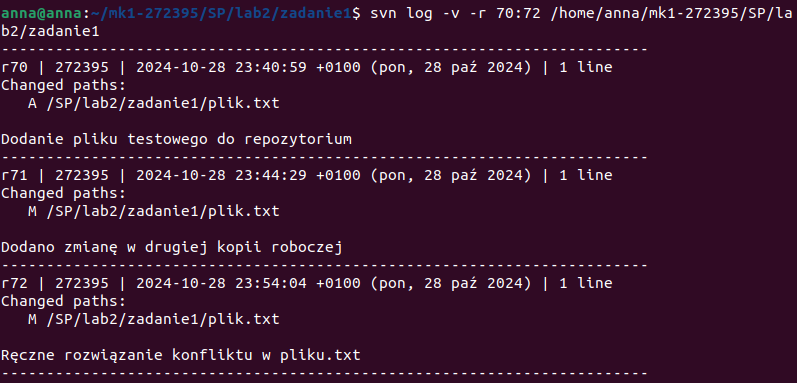 anna@anna:~/mk1-272395/SP/lab2/zadanie1$ svn log -v -r 70:72 /home/anna/mk1-272395/SP/la
b2/zadanie1
------------------------------------------------------------------------
r70 | 272395 | 2024-10-28 23:40:59 +0100 (pon, 28 paź 2024) | 1 line
Changed paths:
   A /SP/lab2/zadanie1/plik.txt

Dodanie pliku testowego do repozytorium
------------------------------------------------------------------------
r71 | 272395 | 2024-10-28 23:44:29 +0100 (pon, 28 paź 2024) | 1 line
Changed paths:
   M /SP/lab2/zadanie1/plik.txt

Dodano zmianę w drugiej kopii roboczej
------------------------------------------------------------------------
r72 | 272395 | 2024-10-28 23:54:04 +0100 (pon, 28 paź 2024) | 1 line
Changed paths:
   M /SP/lab2/zadanie1/plik.txt

Ręczne rozwiązanie konfliktu w pliku.txt
------------------------------------------------------------------------